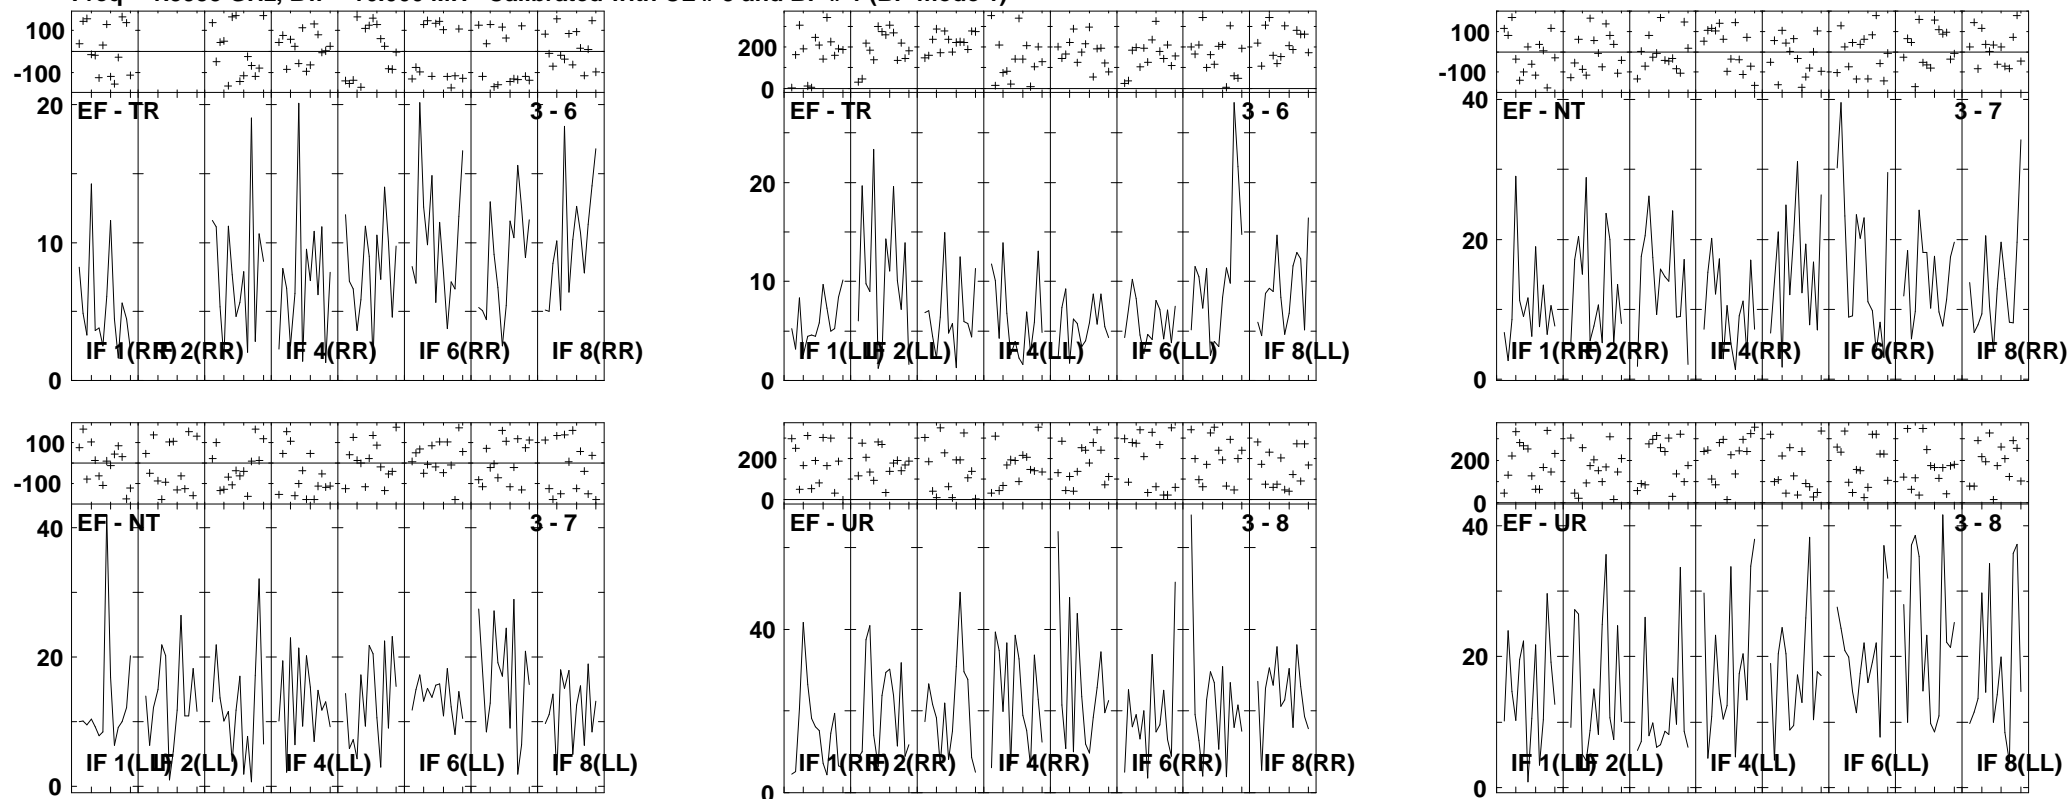 100
-100
20
10
0
EF - TR
3 - 6
IF 1(RR)
IF 2(RR)
IF 4(RR)
IF 6(RR)
IF 8(RR)
200
0
20
10
0
EF - TR
3 - 6
IF 1(LL)
IF 2(LL)
IF 4(LL)
IF 6(LL)
IF 8(LL)
100
-100
40
20
0
EF - NT
3 - 7
IF 1(RR)
IF 2(RR)
IF 4(RR)
IF 6(RR)
IF 8(RR)
100
-100
40
20
0
EF - NT
3 - 7
IF 1(LL)
IF 2(LL)
IF 4(LL)
IF 6(LL)
IF 8(LL)
200
0
40
0
EF - UR
3 - 8
IF 1(RR)
IF 2(RR)
IF 4(RR)
IF 6(RR)
IF 8(RR)
200
0
40
20
0
EF - UR
3 - 8
IF 1(LL)
IF 2(LL)
IF 4(LL)
IF 6(LL)
IF 8(LL)